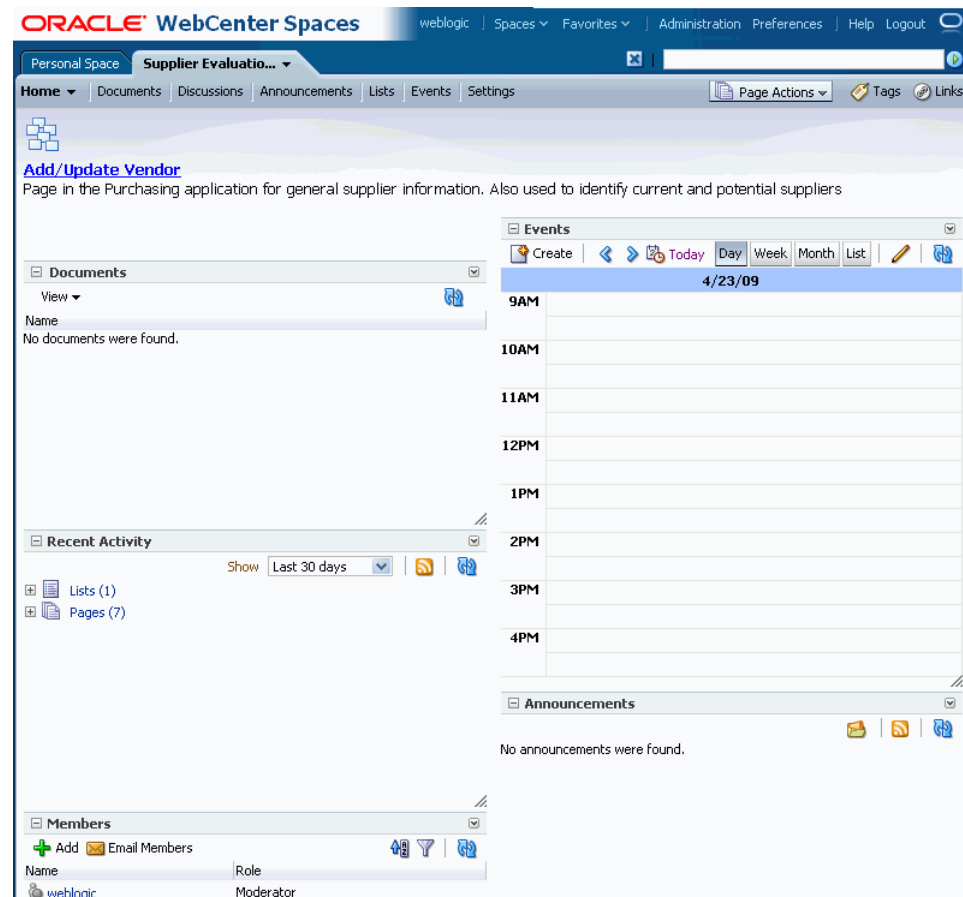 ORACLE WebCenter Spaces
weblogic | Spaces Favorites | Administration Preferences | Help Logout
Personal Space Supplier Evaluatio...
Home Documents Discussions Announcements Lists Events Settings Page Actions Tags Links
Add/Update Vendor
Page in the Purchasing application for general supplier information. Also used to identify current and potential suppliers
Documents
View
Name
No documents were found.
Recent Activity
Show Last 30 days
Lists (1)
Pages (7)
Members
Add Email Members
Name Role
weblogic Moderator
Events
Create Today Day Week Month List
4/23/09
9AM
10AM
11AM
12PM
1PM
2PM
3PM
4PM
Announcements
No announcements were found.